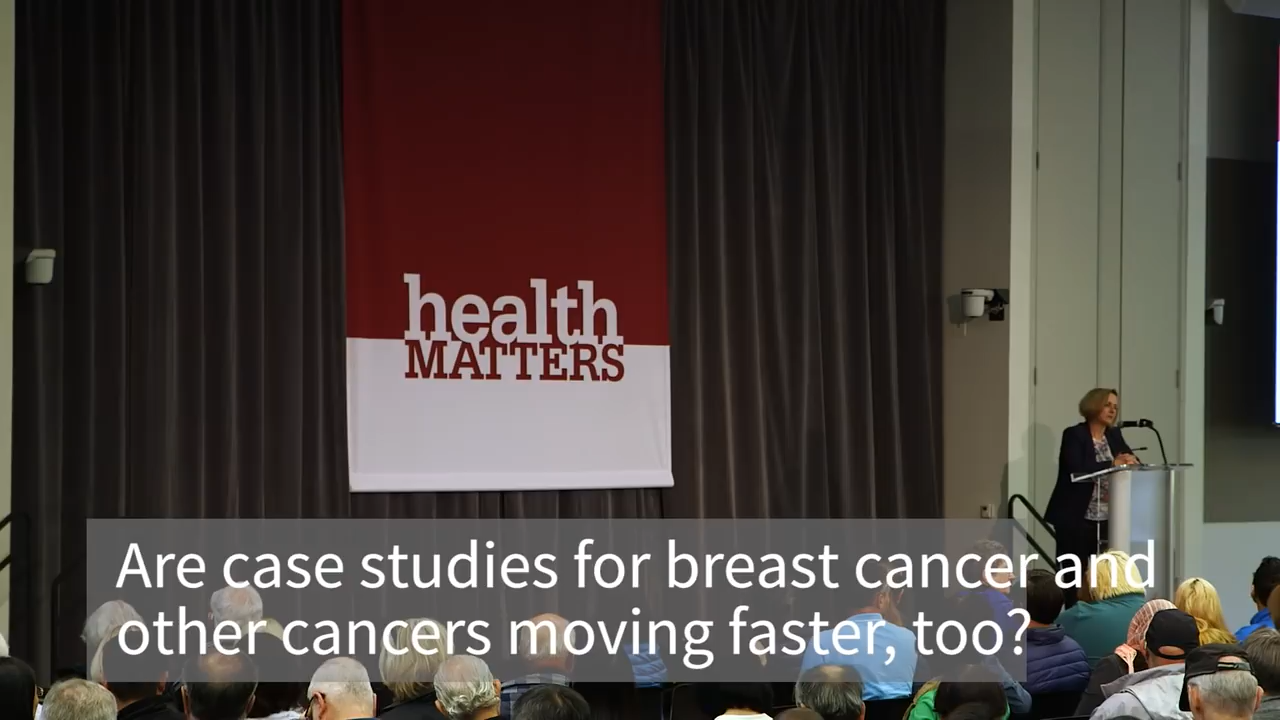 health
MATTERS
Are case studies for breast cancer and
other cancers moving faster, too?